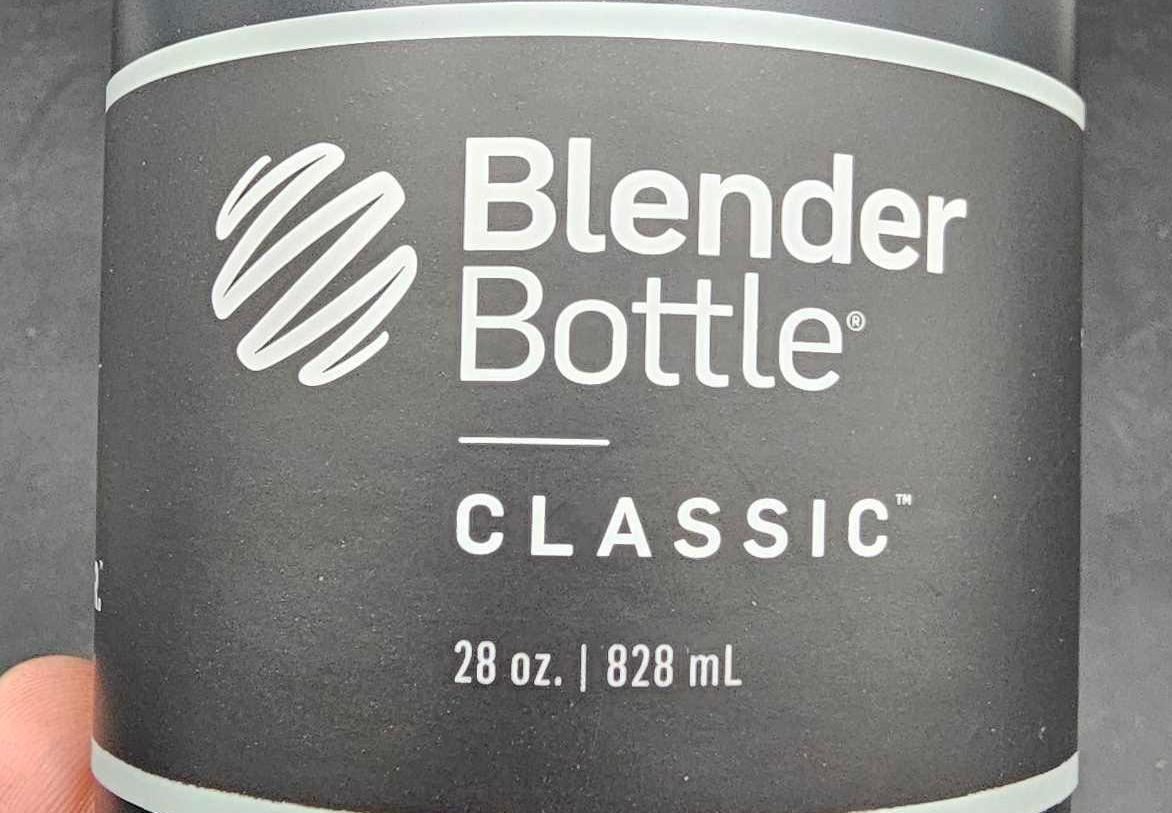 Blender
Bottle®
CLASSIC™
28 oz. | 828 mL